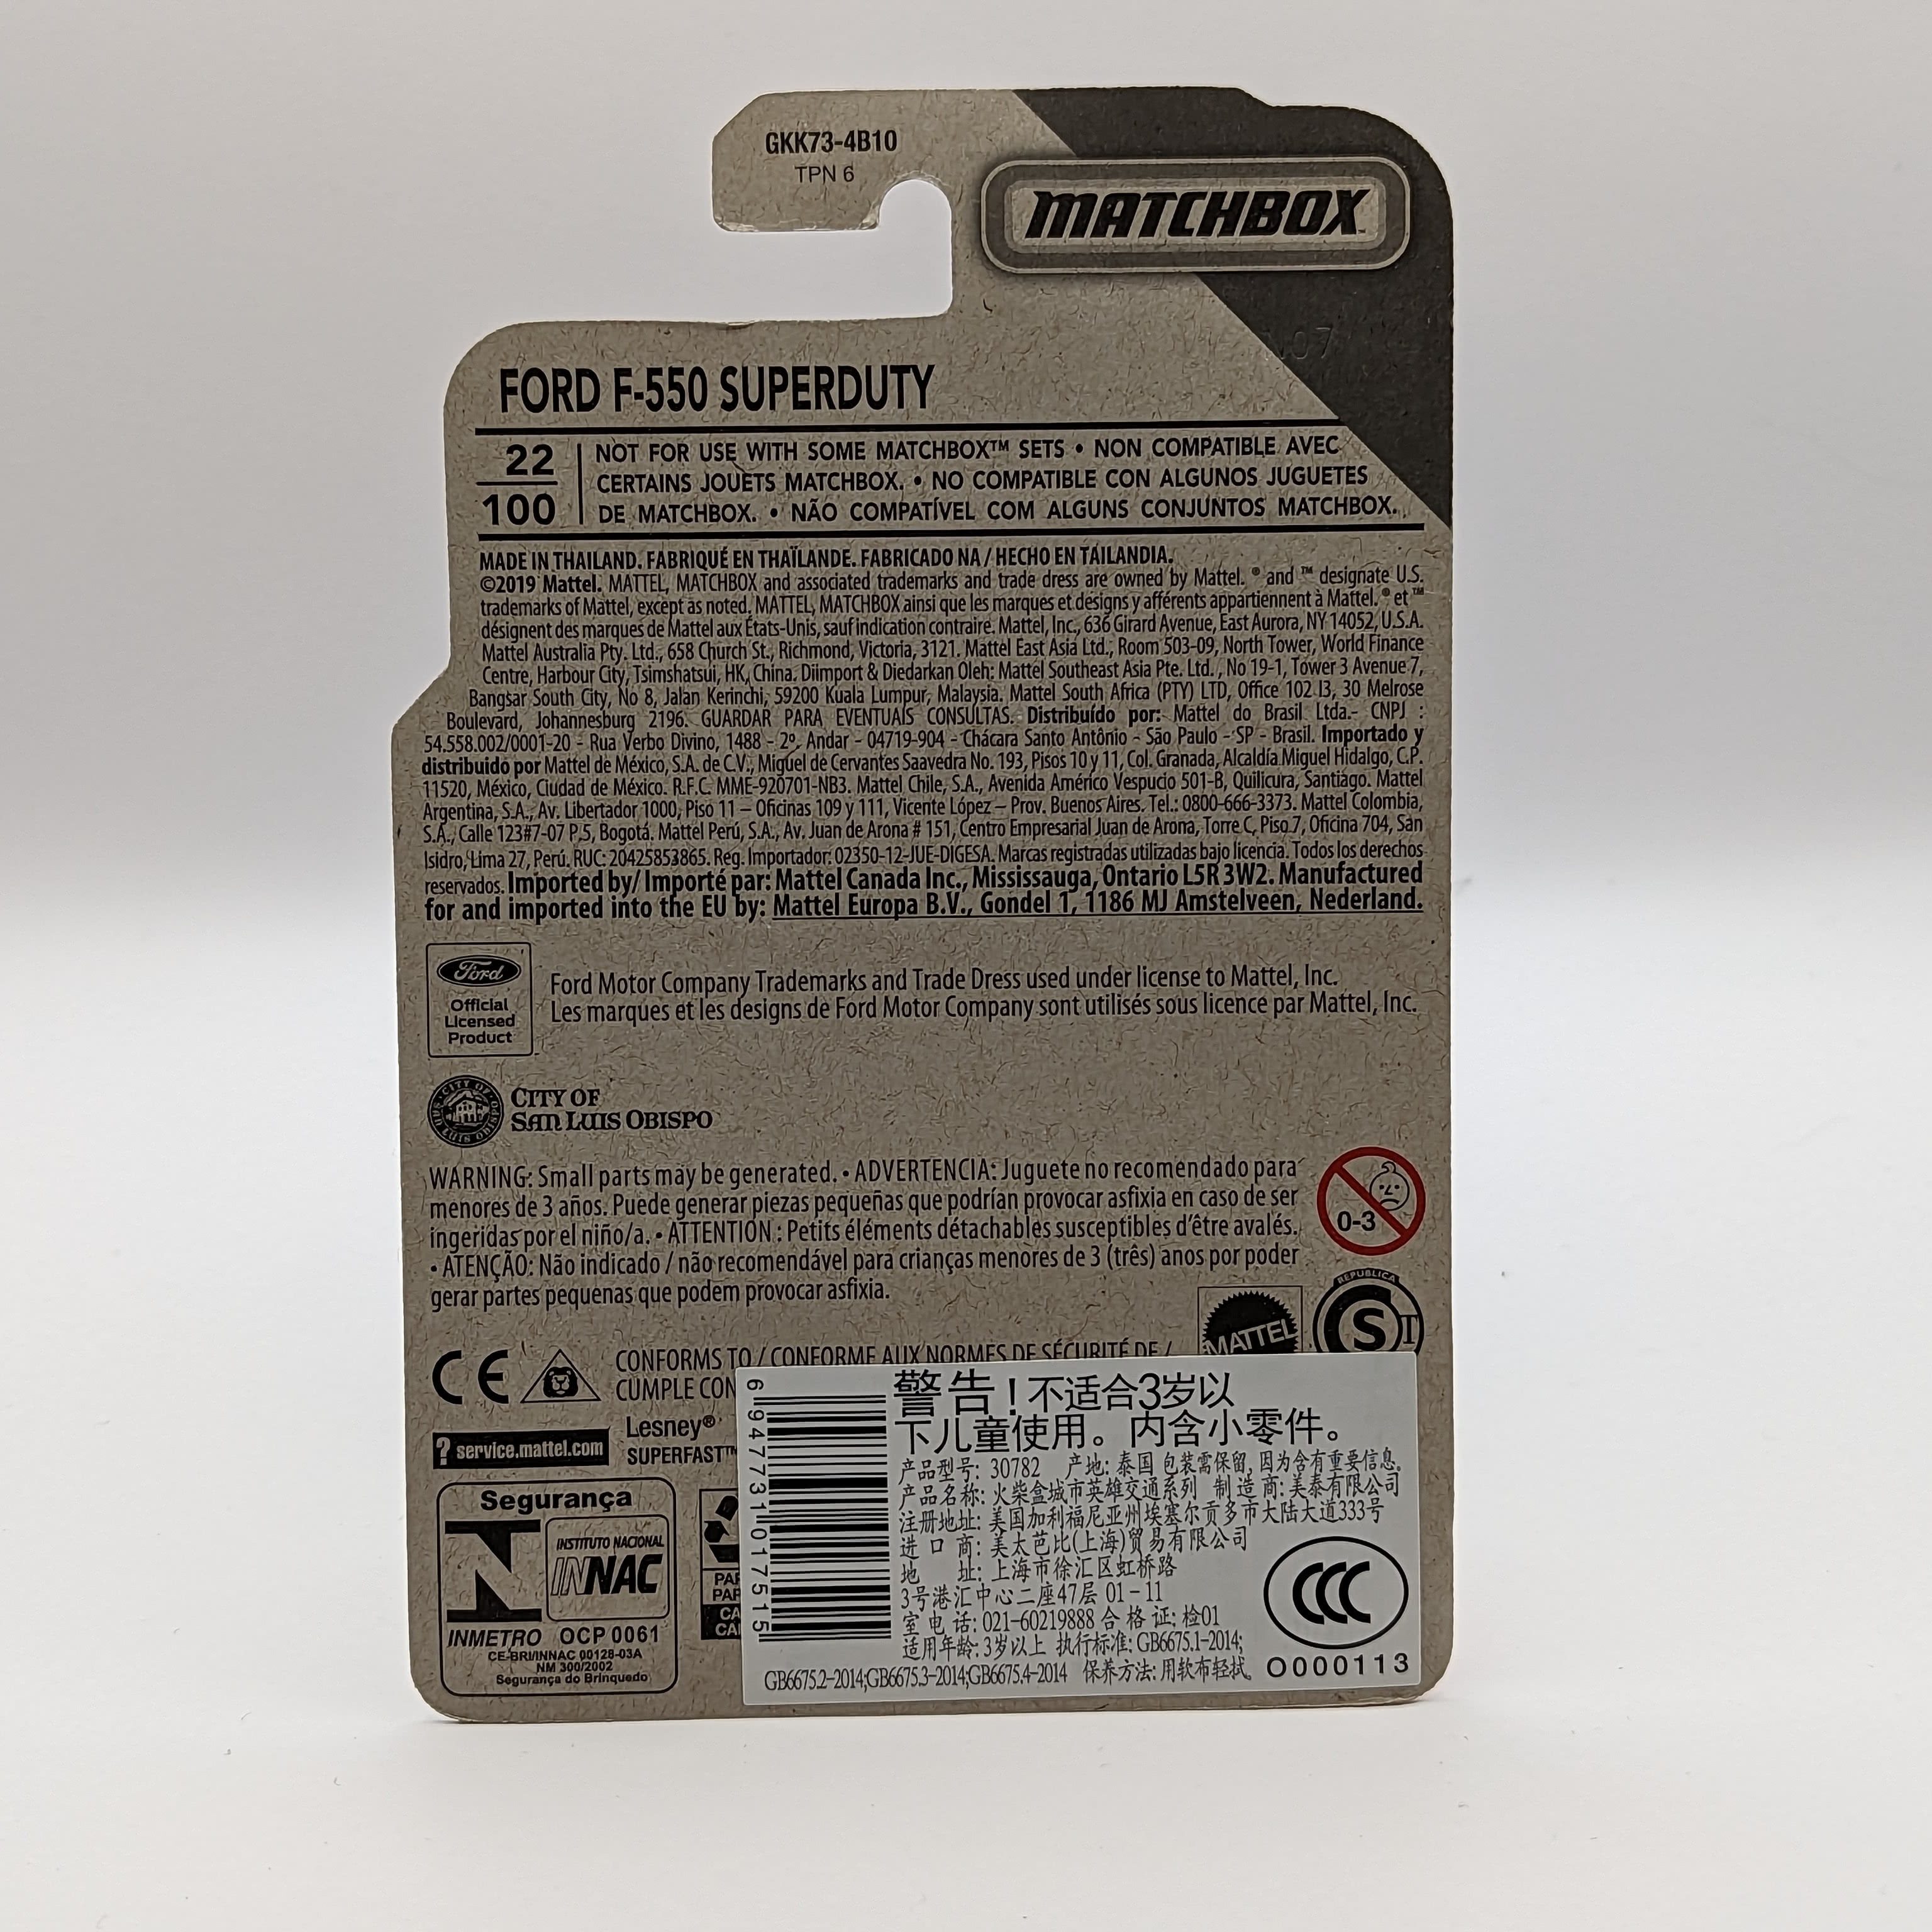 GKK73-4B10
TPN 6
MATCHBOX™
N07
FORD F-550 SUPERDUTY
22
100
NOT FOR USE WITH SOME MATCHBOX™ SETS • NON COMPATIBLE AVEC
CERTAINS JOUETS MATCHBOX. • NO COMPATIBLE CON ALGUNOS JUGUETES
DE MATCHBOX. • NÃO COMPATÍVEL COM ALGUNS CONJUNTOS MATCHBOX.
MADE IN THAILAND. FABRIQUÉ EN THAÏLANDE. FABRICADO NA / HECHO EN TAILANDIA.
©2019 Mattel. MATTEL, MATCHBOX and associated trademarks and trade dress are owned by Mattel. ® and ™ designate U.S.
trademarks of Mattel, except as noted. MATTEL, MATCHBOX ainsi que les marques et designs y afférents appartiennent à Mattel. ® et ™
désignent des marques de Mattel aux États-Unis, sauf indication contraire. Mattel, Inc., 636 Girard Avenue, East Aurora, NY 14052, U.S.A.
Mattel Australia Pty. Ltd., 658 Church St., Richmond, Victoria, 3121. Mattel East Asia Ltd., Room 503-09, North Tower, World Finance
Centre, Harbour City, Tsimshatsui, HK, China. Diimport & Diedarkan Oleh: Mattel Southeast Asia Pte. Ltd., No 19-1, Tower 3 Avenue 7,
Bangsar South City, No 8, Jalan Kerinchi, 59200 Kuala Lumpur, Malaysia. Mattel South Africa (PTY) LTD, Office 102 I3, 30 Melrose
Boulevard, Johannesburg 2196. GUARDAR PARA EVENTUAIS CONSULTAS. Distribuído por: Mattel do Brasil Ltda.- CNPJ :
54.558.002/0001-20 - Rua Verbo Divino, 1488 - 2º. Andar - 04719-904 - Chácara Santo Antônio - São Paulo - SP - Brasil. Importado y
distribuido por Mattel de México, S.A. de C.V., Miguel de Cervantes Saavedra No. 193, Pisos 10 y 11, Col. Granada, Alcaldía Miguel Hidalgo, C.P.
11520, México, Ciudad de México. R.F.C. MME-920701-NB3. Mattel Chile, S.A., Avenida Américo Vespucio 501-B, Quilicura, Santiago. Mattel
Argentina, S.A., Av. Libertador 1000, Piso 11 – Oficinas 109 y 111, Vicente López – Prov. Buenos Aires. Tel.: 0800-666-3373. Mattel Colombia,
S.A., Calle 123#7-07 P.5, Bogotá. Mattel Perú, S.A., Av. Juan de Arona # 151, Centro Empresarial Juan de Arona, Torre C, Piso 7, Oficina 704, San
Isidro, Lima 27, Perú. RUC: 20425853865. Reg. Importador: 02350-12-JUE-DIGESA. Marcas registradas utilizadas bajo licencia. Todos los derechos
reservados. Imported by/ Importé par: Mattel Canada Inc., Mississauga, Ontario L5R 3W2. Manufactured
for and imported into the EU by: Mattel Europa B.V., Gondel 1, 1186 MJ Amstelveen, Nederland.
Ford
Official
Licensed
Product
Ford Motor Company Trademarks and Trade Dress used under license to Mattel, Inc.
Les marques et les designs de Ford Motor Company sont utilisés sous licence par Mattel, Inc.
CITY OF
SAN LUIS OBISPO
WARNING: Small parts may be generated. • ADVERTENCIA: Juguete no recomendado para
menores de 3 años. Puede generar piezas pequeñas que podrían provocar asfixia en caso de ser
ingeridas por el niño/a. • ATTENTION : Petits éléments détachables susceptibles d'être avalés.
• ATENÇÃO: Não indicado / não recomendável para crianças menores de 3 (três) anos por poder
gerar partes pequenas que podem provocar asfixia.
0-3
MATTEL
REPUBLICA
S T
CE
CONFORMS TO / CONFORME AUX NORMES DE SÉCURITÉ DE /
CUMPLE CON
? service.mattel.com
Lesney®
SUPERFAST™
Segurança
INSTITUTO NACIONAL
INNAC
INMETRO OCP 0061
CE-BRI/INNAC 00128-03A
NM 300/2002
Segurança do Brinquedo
PAP
PAP
CA
CA
6947731017515
警告！不适合3岁以
下儿童使用。内含小零件。
产品型号: 30782 产地: 泰国 包装需保留, 因为含有重要信息.
产品名称: 火柴盒城市英雄交通系列 制造商: 美泰有限公司
注册地址: 美国加利福尼亚州埃塞尔贡多市大陆大道333号
进口商: 美太芭比(上海)贸易有限公司
地址: 上海市徐汇区虹桥路
3号港汇中心二座47层 01-11
室 电话: 021-60219888 合格证: 检01
适用年龄: 3岁以上 执行标准: GB6675.1-2014;
GB6675.2-2014;GB6675.3-2014;GB6675.4-2014 保养方法: 用软布轻拭.
CCC
O000113